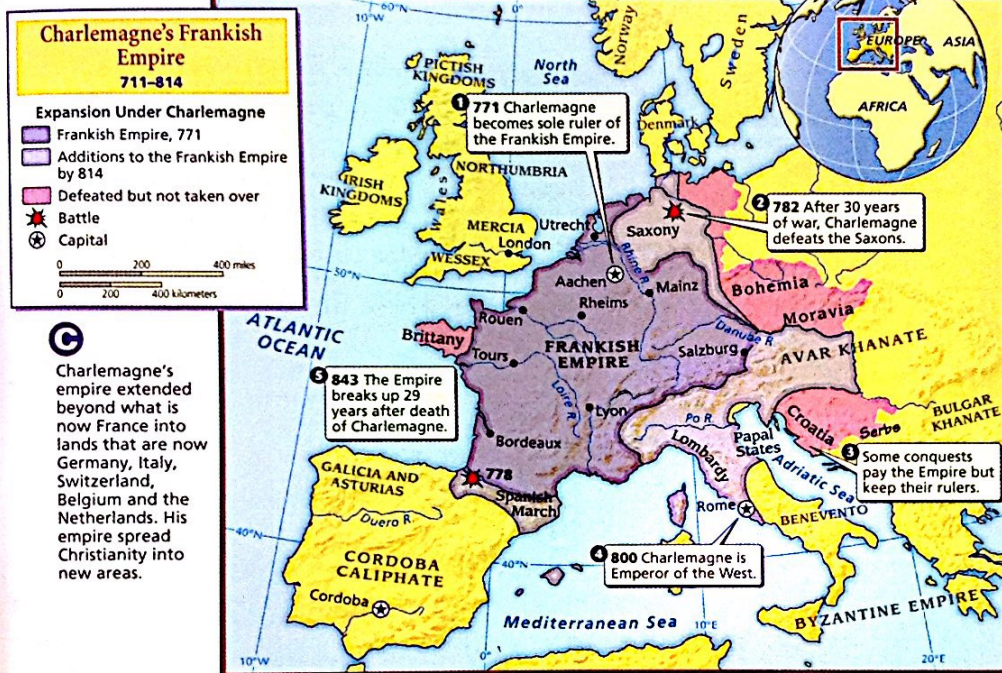 Charlemagne's Frankish
Empire
711–814
Expansion Under Charlemagne
Frankish Empire, 771
Additions to the Frankish Empire
by 814
Defeated but not taken over
Battle
Capital
0 200 400 miles
0 200 400 kilometers
C
Charlemagne's
empire extended
beyond what is
now France into
lands that are now
Germany, Italy,
Switzerland,
Belgium and the
Netherlands. His
empire spread
Christianity into
new areas.
10°W
60°N
0°
Norway
Sweden
EUROPE
ASIA
AFRICA
PICTISH
KINGDOMS
North
Sea
1 771 Charlemagne
becomes sole ruler of
the Frankish Empire.
Denmark
NORTHUMBRIA
IRISH
KINGDOMS
Wales
MERCIA
London
WESSEX
Utrecht
Saxony
2 782 After 30 years
of war, Charlemagne
defeats the Saxons.
50°N
Aachen
Rhine R.
Mainz
Rheims
Rouen
Bohemia
Moravia
ATLANTIC
OCEAN
Brittany
Tours
FRANKISH
EMPIRE
Danube R.
Salzburg
AVAR KHANATE
5 843 The Empire
breaks up 29
years after death
of Charlemagne.
Loire R.
Lyon
Bordeaux
Po R.
Lombardy
Papal
States
Croatia
Serbs
BULGAR
KHANATE
3 Some conquests
pay the Empire but
keep their rulers.
Adriatic Sea
778
GALICIA AND
ASTURIAS
Spanish
March
Duero R.
Rome
BENEVENTO
40°N
40°N
4 800 Charlemagne is
Emperor of the West.
CORDOBA
CALIPHATE
Cordoba
Mediterranean Sea
BYZANTINE EMPIRE
10°W
0°
10°E
20°E